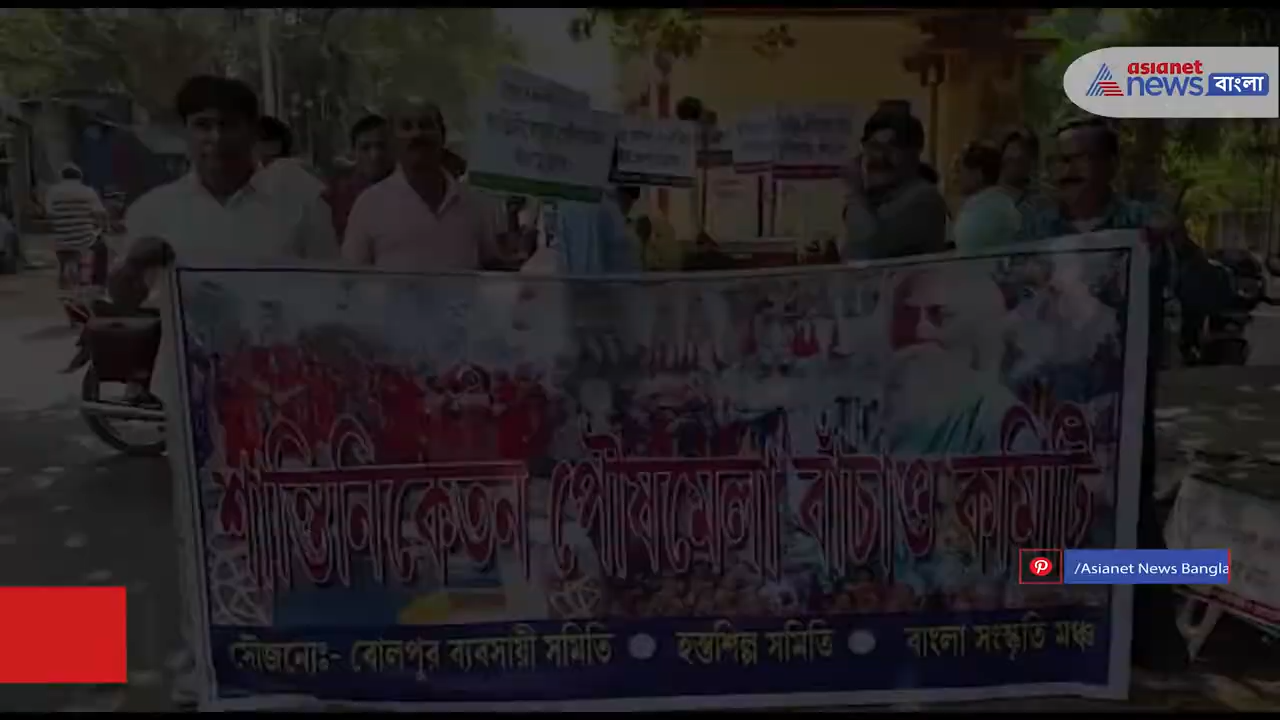 asianet
news বাংলা
শান্তিনিকেতন পৌষমেলা বাঁচাও কমিটি
/Asianet News Bangla
সৌজন্যেঃ- বোলপুর ব্যবসায়ী সমিতি হস্তশিল্প সমিতি বাংলা সংস্কৃতি মঞ্চ